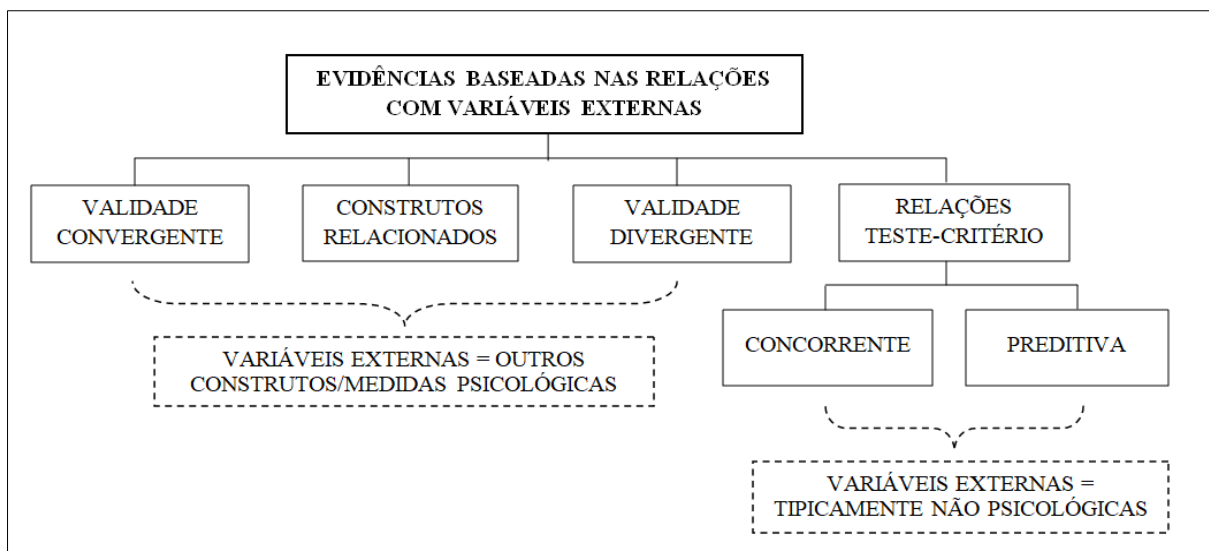 EVIDÊNCIAS BASEADAS NAS RELAÇÕES
COM VARIÁVEIS EXTERNAS
VALIDADE
CONVERGENTE
CONSTRUTOS
RELACIONADOS
VALIDADE
DIVERGENTE
RELAÇÕES
TESTE-CRITÉRIO
VARIÁVEIS EXTERNAS = OUTROS
CONSTRUTOS/MEDIDAS PSICOLÓGICAS
CONCORRENTE
PREDITIVA
VARIÁVEIS EXTERNAS =
TIPICAMENTE NÃO PSICOLÓGICAS